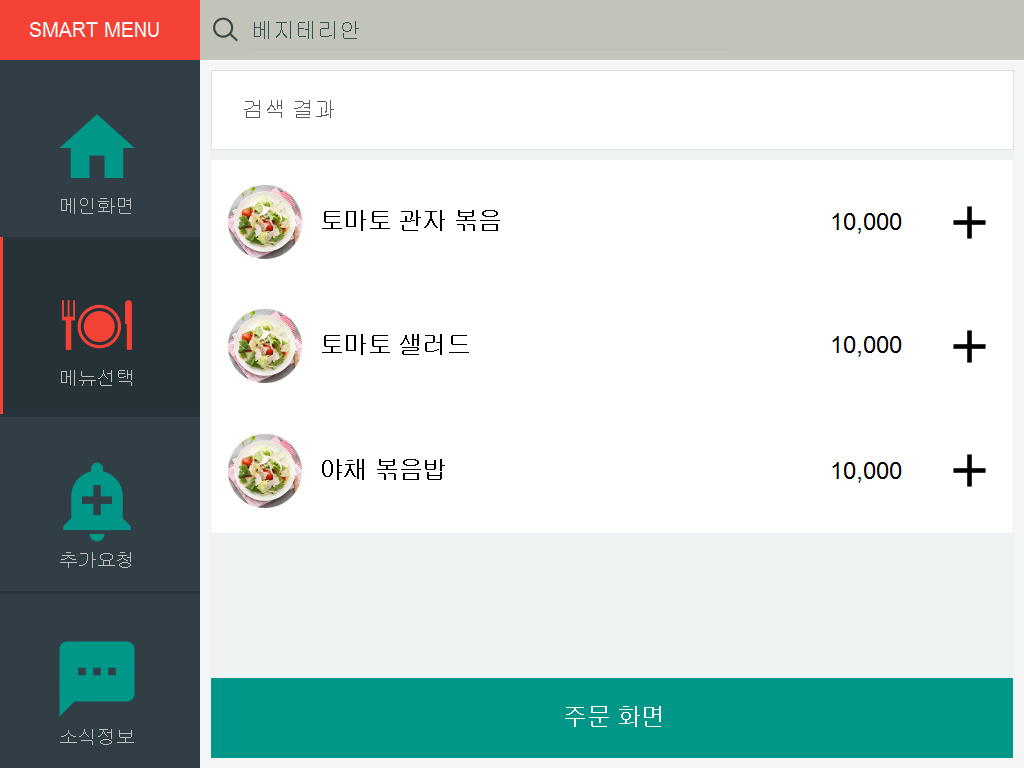 SMART MENU
베지테리안
메인화면
메뉴선택
추가요청
소식정보
검색 결과
토마토 관자 볶음 10,000
토마토 샐러드 10,000
야채 볶음밥 10,000
주문 화면